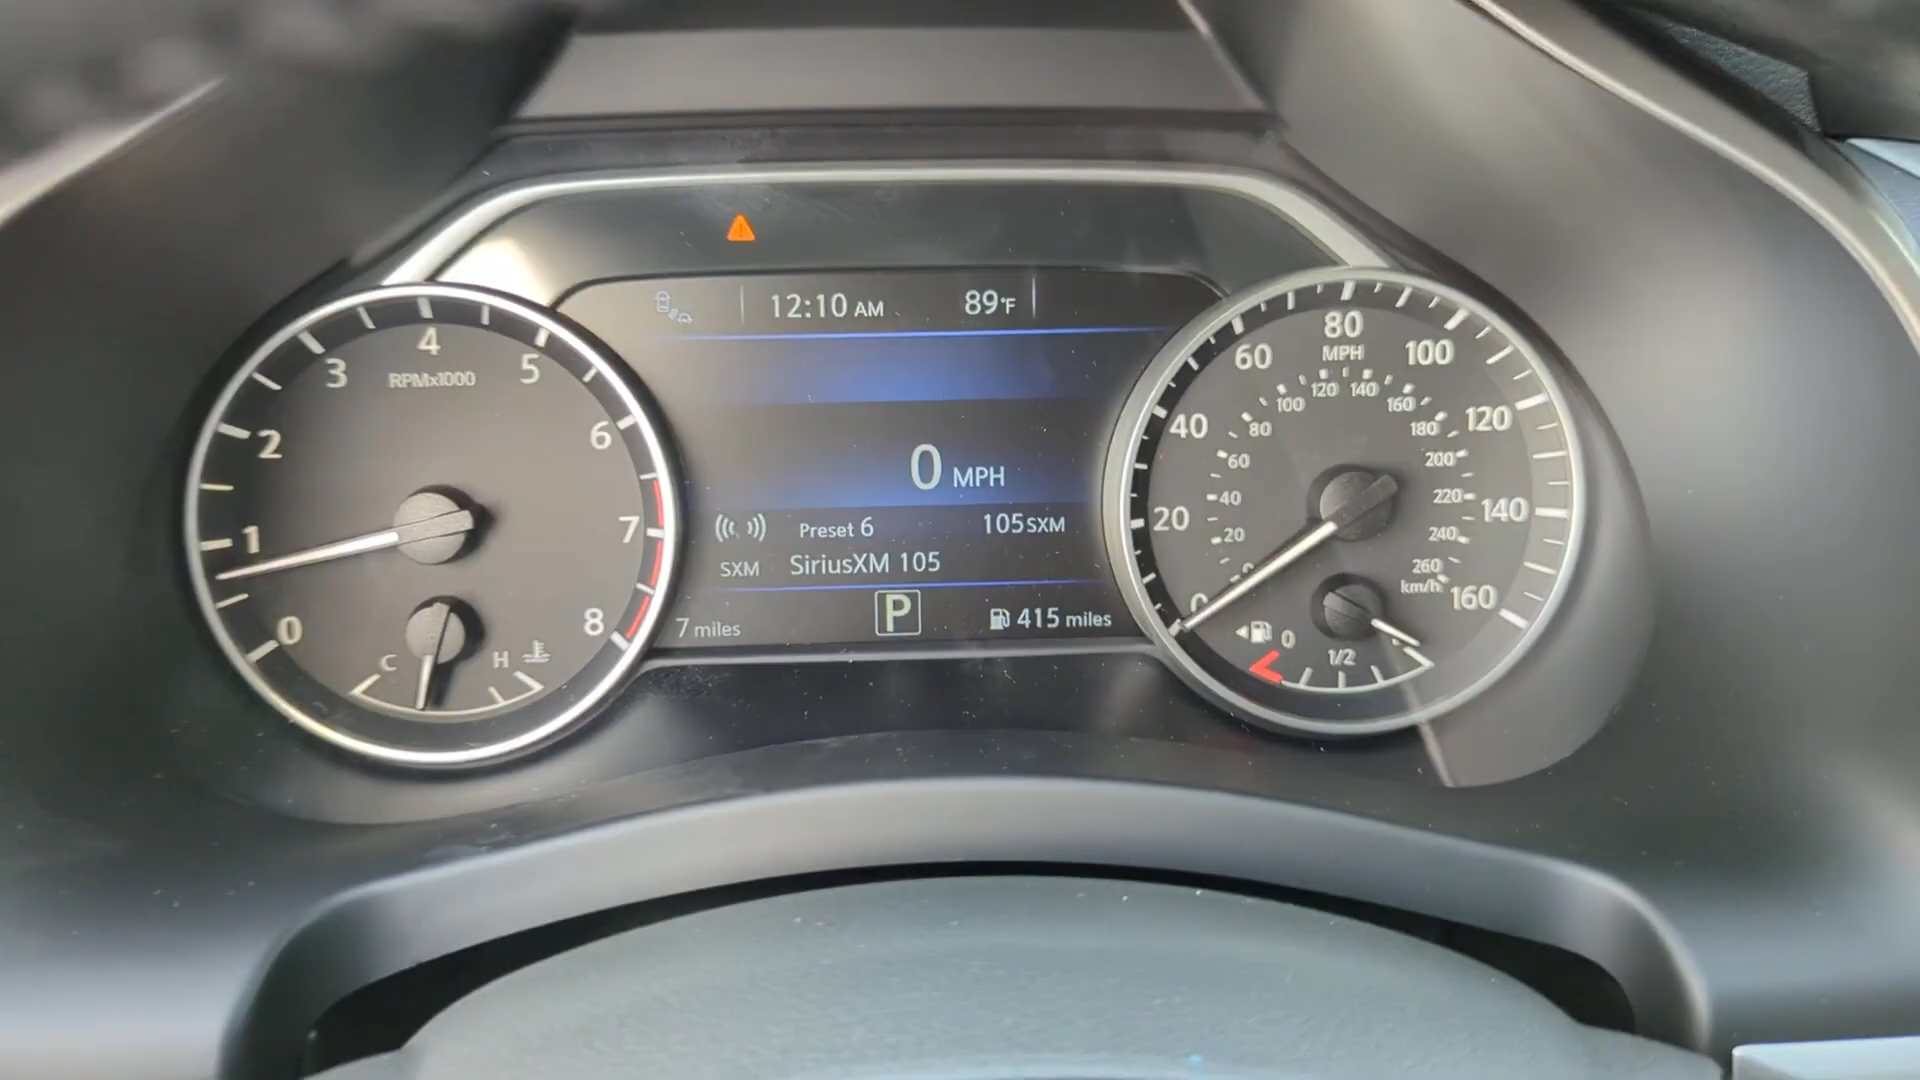 12:10 AM 89°F
0 MPH
Preset 6 105SXM
SXM SiriusXM 105
7 miles P 415 miles
0 1 2 3 4 5 6 7 8
RPMx1000
C H
0 20 40 60 80 100 120 140 160
MPH
0 20 40 60 80 100 120 140 160 180 200 220 240 260
km/h
0 1/2